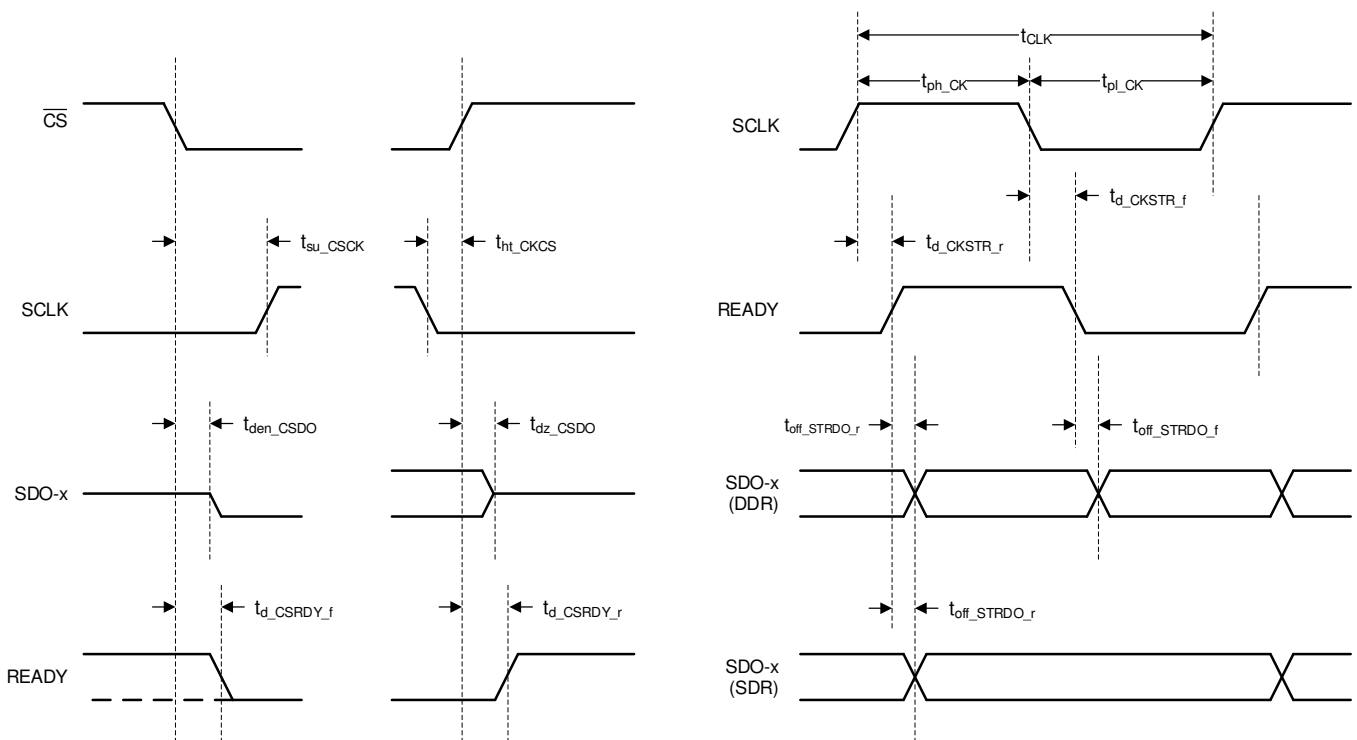 CS
t_su_CSCK
t_ht_CKCS
SCLK
t_den_CSDO
t_dz_CSDO
SDO-x
t_d_CSRDY_f
t_d_CSRDY_r
READY
t_CLK
t_ph_CK
t_pl_CK
SCLK
t_d_CKSTR_f
t_d_CKSTR_r
READY
t_off_STRDO_r
t_off_STRDO_f
SDO-x
(DDR)
t_off_STRDO_r
SDO-x
(SDR)